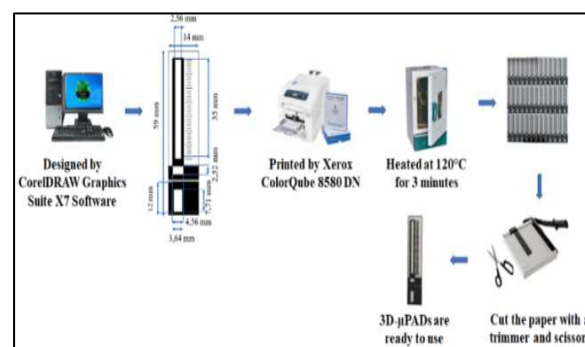 2,56 mm
14 mm
59 mm
35 mm
2,52 mm
12 mm
7,71 mm
4,56 mm
3,64 mm
Designed by
CorelDRAW Graphics
Suite X7 Software
Printed by Xerox
ColorQube 8580 DN
Heated at 120°C
for 3 minutes
Cut the paper with a
trimmer and scissor
3D-µPADs are
ready to use